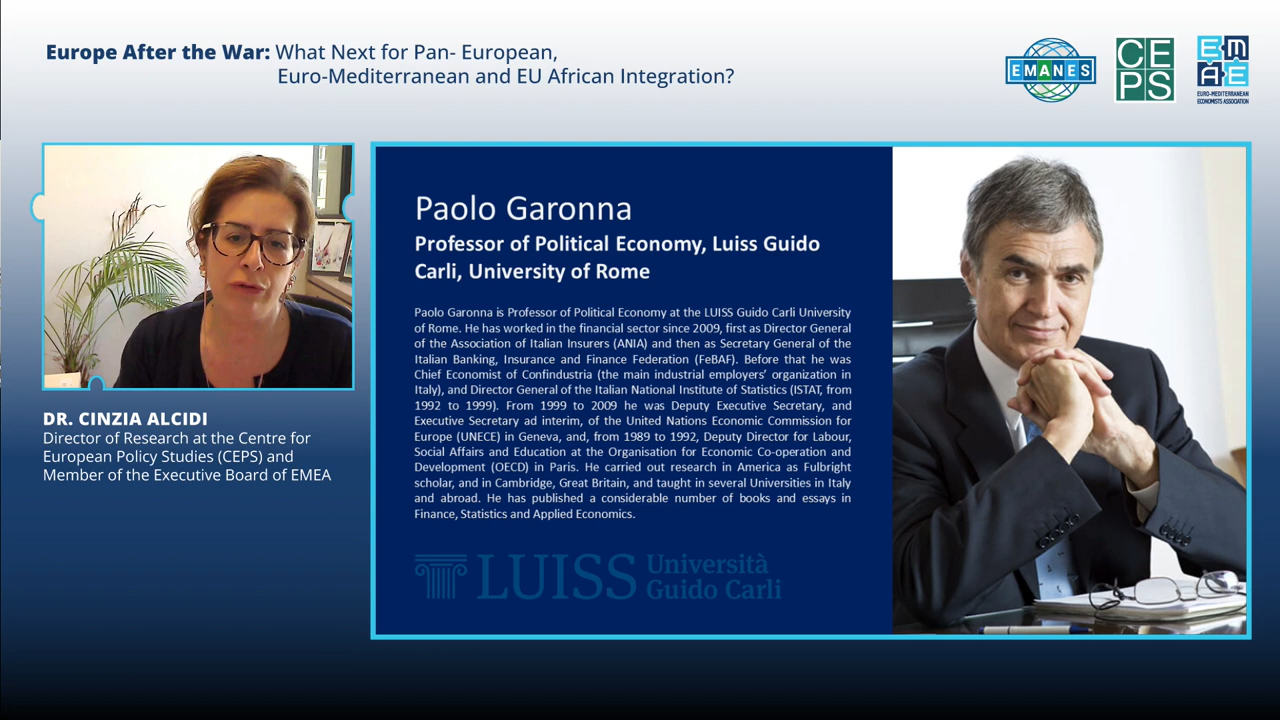 Europe After the War: What Next for Pan- European,
Euro-Mediterranean and EU African Integration?
EMANES
CE
PS
EM
AE
EURO-MEDITERRANEAN
ECONOMISTS ASSOCIATION
DR. CINZIA ALCIDI
Director of Research at the Centre for
European Policy Studies (CEPS) and
Member of the Executive Board of EMEA
Paolo Garonna
Professor of Political Economy, Luiss Guido
Carli, University of Rome
Paolo Garonna is Professor of Political Economy at the LUISS Guido Carli University
of Rome. He has worked in the financial sector since 2009, first as Director General
of the Association of Italian Insurers (ANIA) and then as Secretary General of the
Italian Banking, Insurance and Finance Federation (FeBAF). Before that he was
Chief Economist of Confindustria (the main industrial employers’ organization in
Italy), and Director General of the Italian National Institute of Statistics (ISTAT, from
1992 to 1999). From 1999 to 2009 he was Deputy Executive Secretary, and
Executive Secretary ad interim, of the United Nations Economic Commission for
Europe (UNECE) in Geneva, and, from 1989 to 1992, Deputy Director for Labour,
Social Affairs and Education at the Organisation for Economic Co-operation and
Development (OECD) in Paris. He carried out research in America as Fulbright
scholar, and in Cambridge, Great Britain, and taught in several Universities in Italy
and abroad. He has published a considerable number of books and essays in
Finance, Statistics and Applied Economics.
LUISS Università
Guido Carli